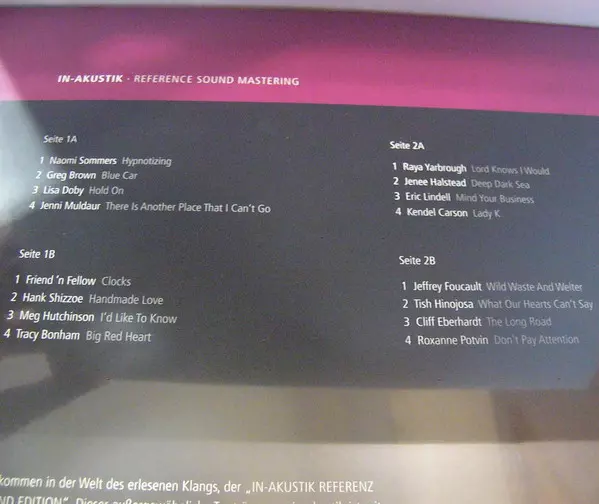 IN-AKUSTIK · REFERENCE SOUND MASTERING
Seite 1A
1 Naomi Sommers Hypnotizing
2 Greg Brown Blue Car
3 Lisa Doby Hold On
4 Jenni Muldaur There Is Another Place That I Can't Go
Seite 1B
1 Friend 'n Fellow Clocks
2 Hank Shizzoe Handmade Love
3 Meg Hutchinson I'd Like To Know
4 Tracy Bonham Big Red Heart
Seite 2A
1 Raya Yarbrough Lord Knows I Would
2 Jenee Halstead Deep Dark Sea
3 Eric Lindell Mind Your Business
4 Kendel Carson Lady K
Seite 2B
1 Jeffrey Foucault Wild Waste And Welter
2 Tish Hinojosa What Our Hearts Can't Say
3 Cliff Eberhardt The Long Road
4 Roxanne Potvin Don't Pay Attention
kommen in der Welt des erlesenen Klangs, der „IN-AKUSTIK REFERENZ
ND EDITION". Dieser